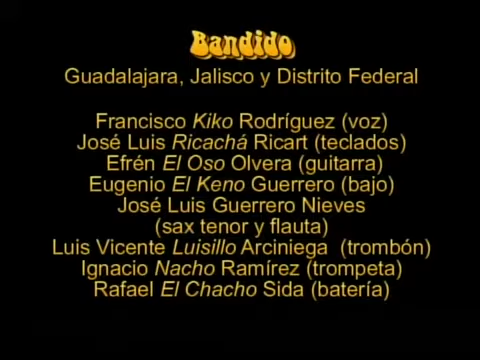 Bandido
Guadalajara, Jalisco y Distrito Federal
Francisco Kiko Rodríguez (voz)
José Luis Ricachá Ricart (teclados)
Efrén El Oso Olvera (guitarra)
Eugenio El Keno Guerrero (bajo)
José Luis Guerrero Nieves
(sax tenor y flauta)
Luis Vicente Luisillo Arciniega (trombón)
Ignacio Nacho Ramírez (trompeta)
Rafael El Chacho Sida (batería)